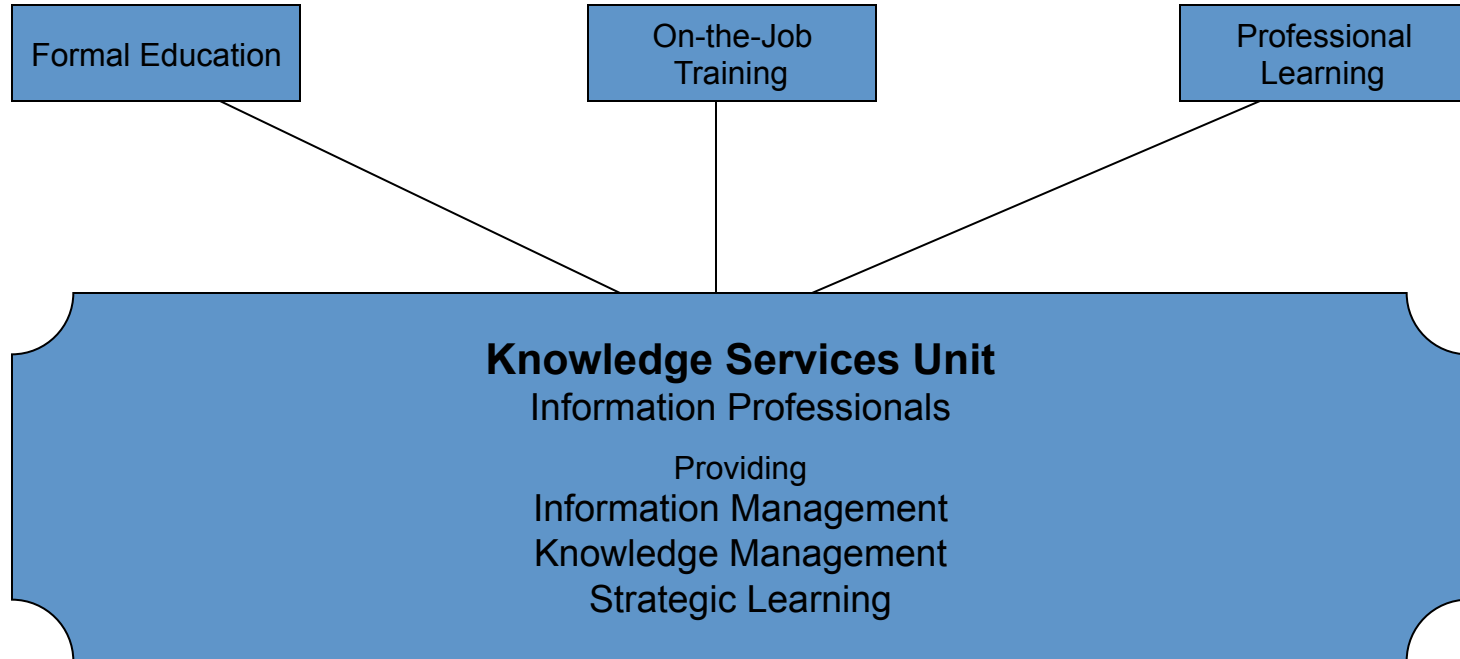 Formal Education
On-the-Job
Training
Professional
Learning
Knowledge Services Unit
Information Professionals
Providing
Information Management
Knowledge Management
Strategic Learning